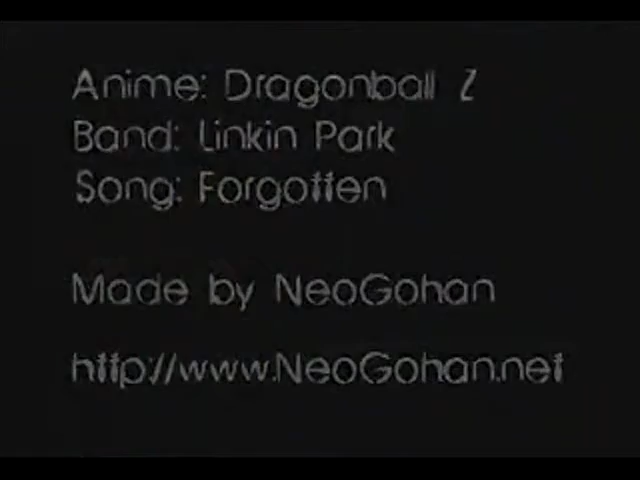 Anime: Dragonball Z
Band: Linkin Park
Song: Forgotten
Made by NeoGohan
http://www.NeoGohan.net